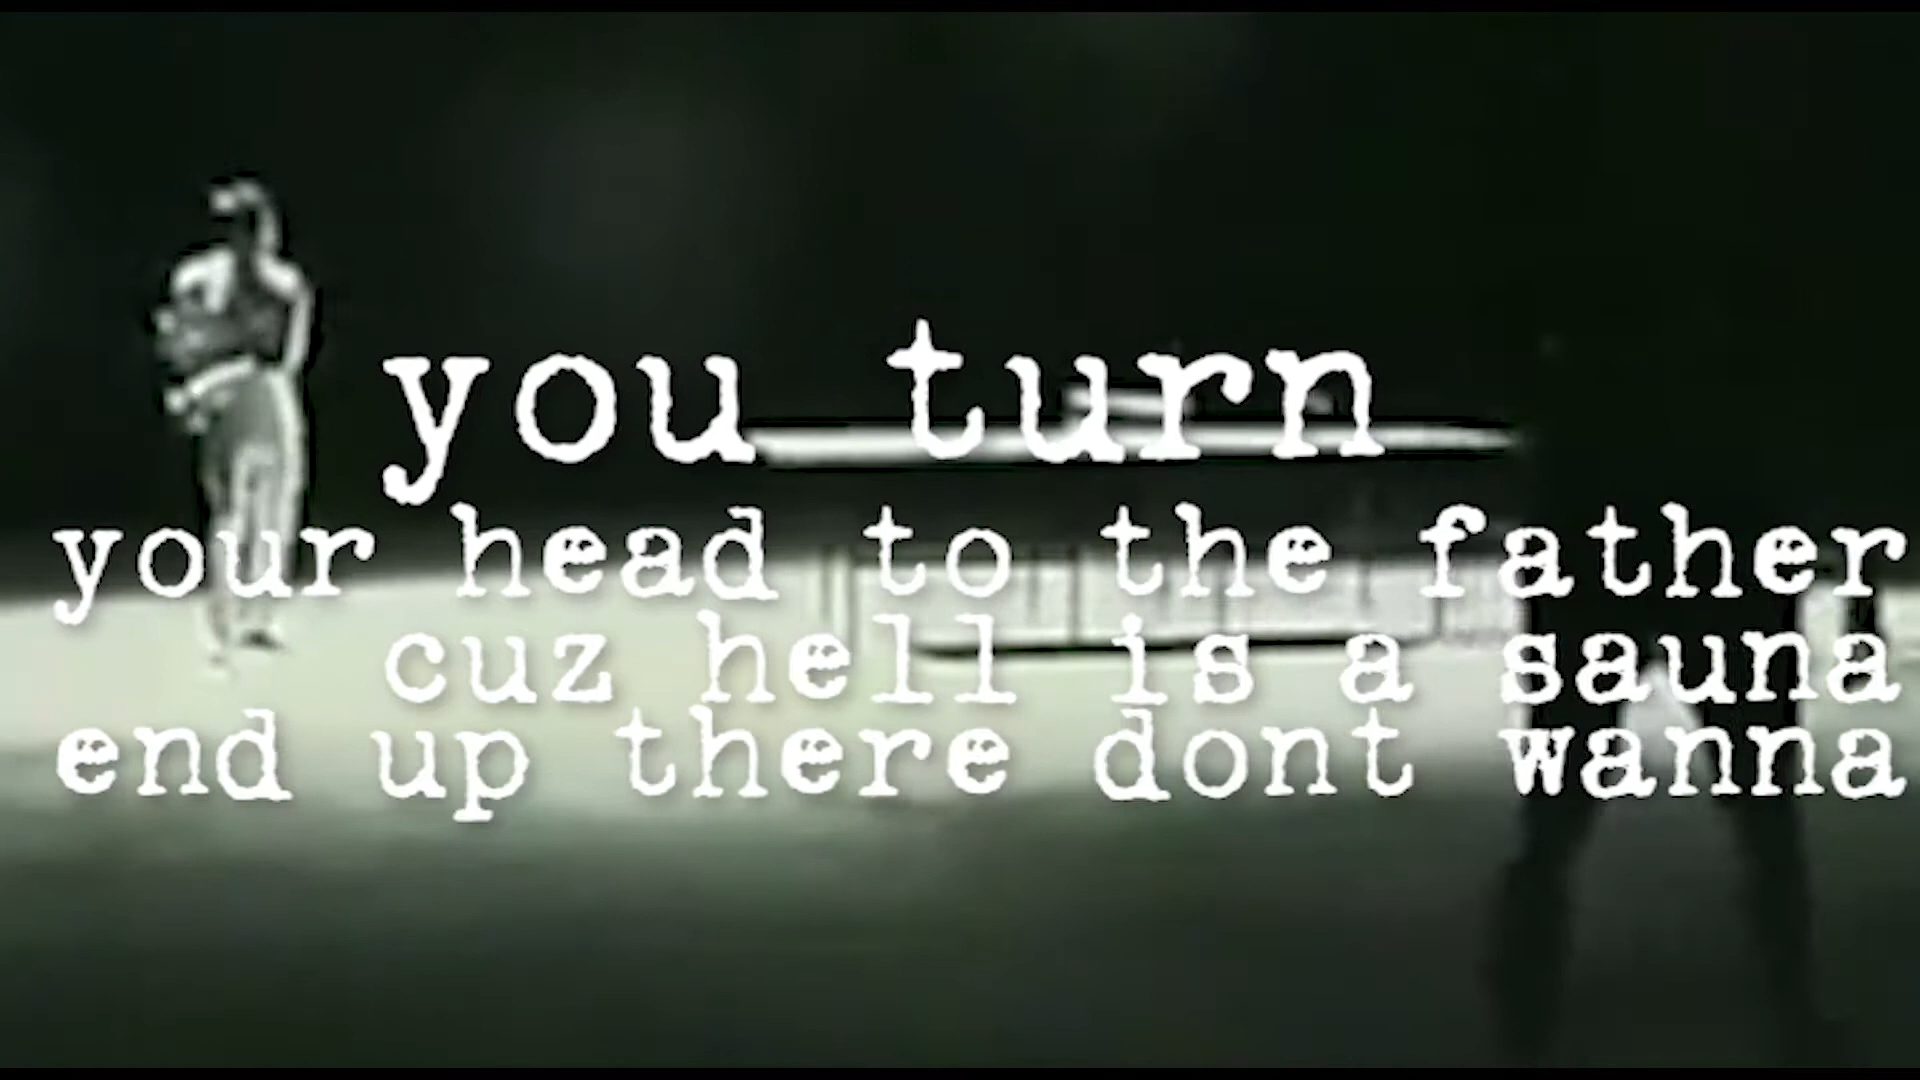 you turn
your head to the father
cuz hell is a sauna
end up there dont wanna